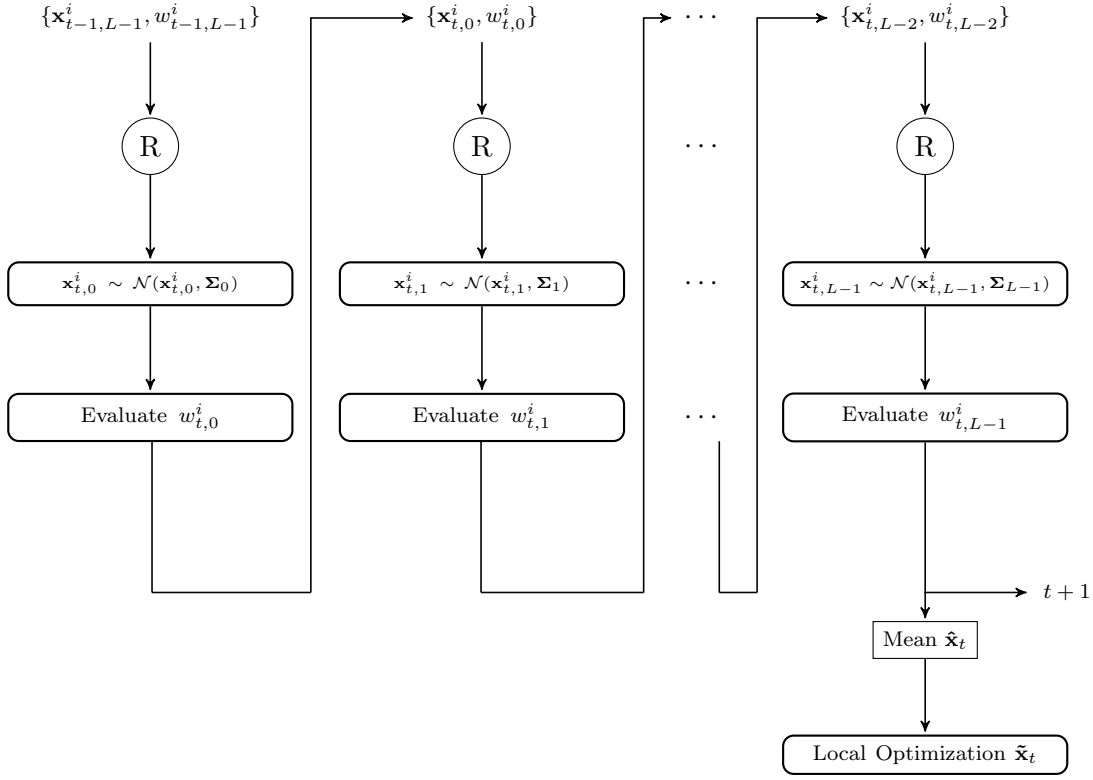 {𝐱^i_{t−1,L−1}, w^i_{t−1,L−1}}
{𝐱^i_{t,0}, w^i_{t,0}}
···
{𝐱^i_{t,L−2}, w^i_{t,L−2}}
R
R
···
R
𝐱^i_{t,0} ∼ 𝒩(𝐱^i_{t,0}, 𝚺_0)
𝐱^i_{t,1} ∼ 𝒩(𝐱^i_{t,1}, 𝚺_1)
···
𝐱^i_{t,L−1} ∼ 𝒩(𝐱^i_{t,L−1}, 𝚺_{L−1})
Evaluate w^i_{t,0}
Evaluate w^i_{t,1}
···
Evaluate w^i_{t,L−1}
t + 1
Mean 𝐱̂_t
Local Optimization 𝐱̃_t